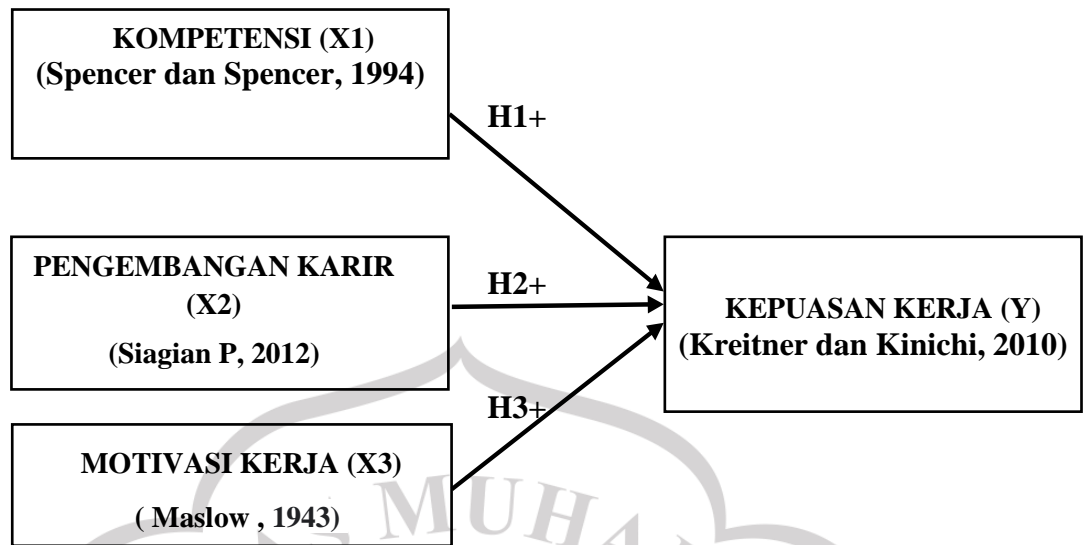 KOMPETENSI (X1)
(Spencer dan Spencer, 1994)
H1+
PENGEMBANGAN KARIR
(X2)
(Siagian P, 2012)
H2+
KEPUASAN KERJA (Y)
(Kreitner dan Kinichi, 2010)
H3+
MOTIVASI KERJA (X3)
( Maslow , 1943)